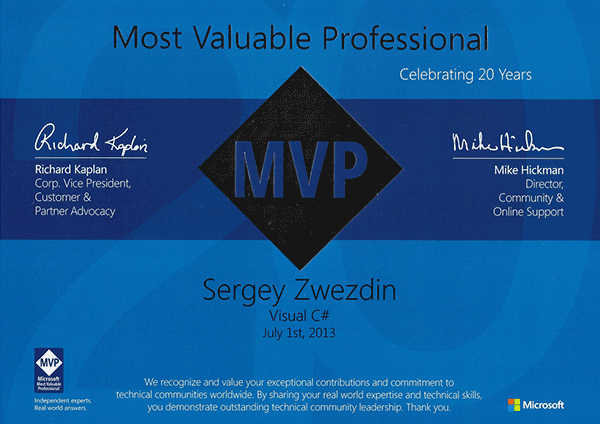 Most Valuable Professional
Celebrating 20 Years
MVP
Richard Kaplan
Richard Kaplan
Corp. Vice President,
Customer &
Partner Advocacy
Mike Hickman
Mike Hickman
Director,
Community &
Online Support
Sergey Zwezdin
Visual C#
July 1st, 2013
MVP
Microsoft
Most Valuable
Professional
Independent experts.
Real world answers.
We recognize and value your exceptional contributions and commitment to
technical communities worldwide. By sharing your real world expertise and technical skills,
you demonstrate outstanding technical community leadership. Thank you.
Microsoft
20